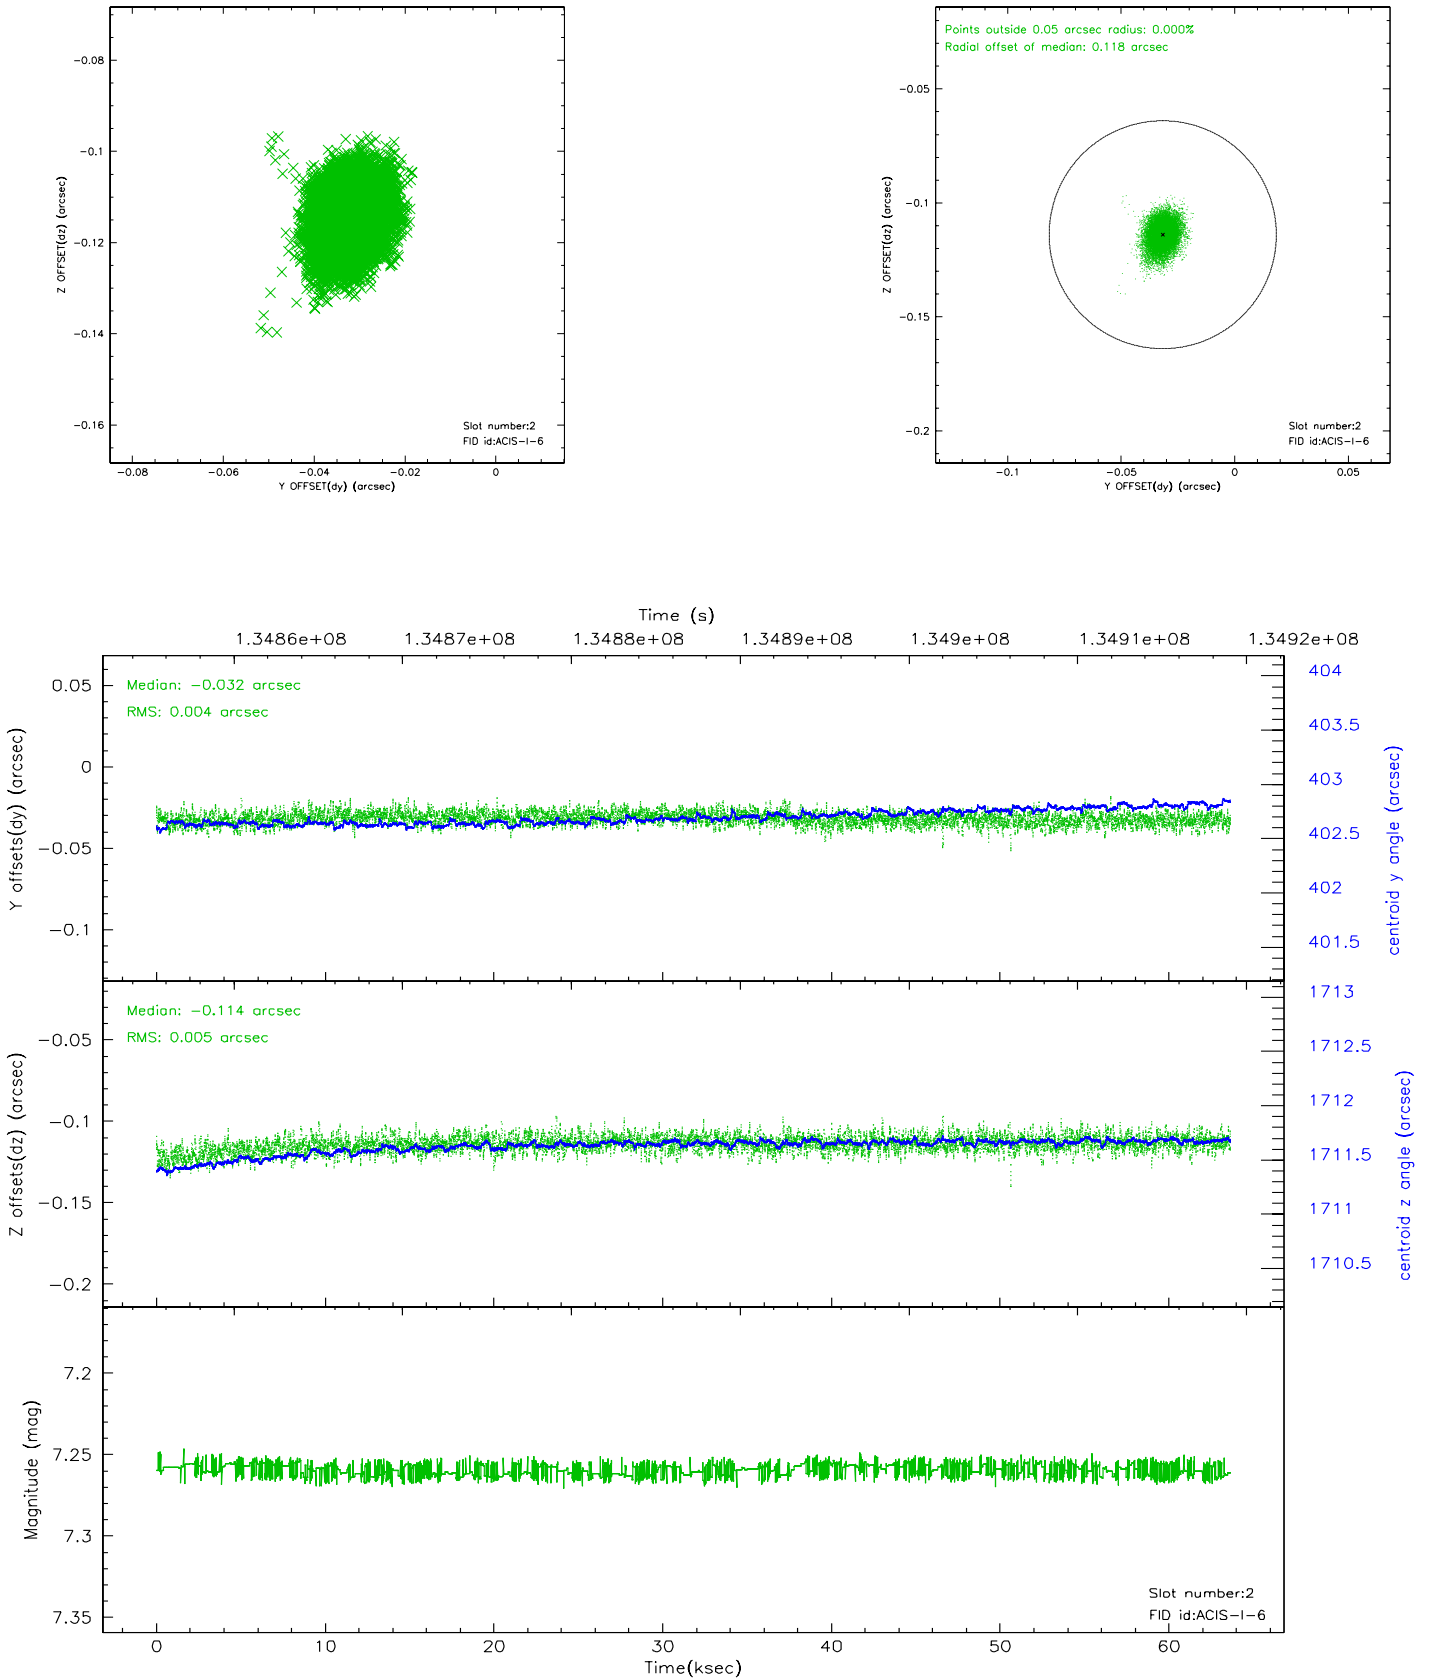 -0.08
-0.1
-0.12
-0.14
-0.16
Z OFFSET(dz) (arcsec)
Slot number:2
FID id:ACIS-I-6
-0.08
-0.06
-0.04
-0.02
0
Y OFFSET(dy) (arcsec)
Points outside 0.05 arcsec radius: 0.000%
Radial offset of median: 0.118 arcsec
-0.05
-0.1
-0.15
-0.2
Z OFFSET(dz) (arcsec)
Slot number:2
FID id:ACIS-I-6
-0.1
-0.05
0
0.05
Y OFFSET(dy) (arcsec)
Time (s)
1.3486e+08
1.3487e+08
1.3488e+08
1.3489e+08
1.349e+08
1.3491e+08
1.3492e+08
Median: -0.032 arcsec
RMS: 0.004 arcsec
0.05
0
-0.05
-0.1
Y offsets(dy) (arcsec)
404
403.5
403
402.5
402
401.5
centroid y angle (arcsec)
Median: -0.114 arcsec
RMS: 0.005 arcsec
-0.05
-0.1
-0.15
-0.2
Z offsets(dz) (arcsec)
1713
1712.5
1712
1711.5
1711
1710.5
centroid z angle (arcsec)
7.2
7.25
7.3
7.35
Magnitude (mag)
Slot number:2
FID id:ACIS-I-6
0
10
20
30
40
50
60
Time(ksec)